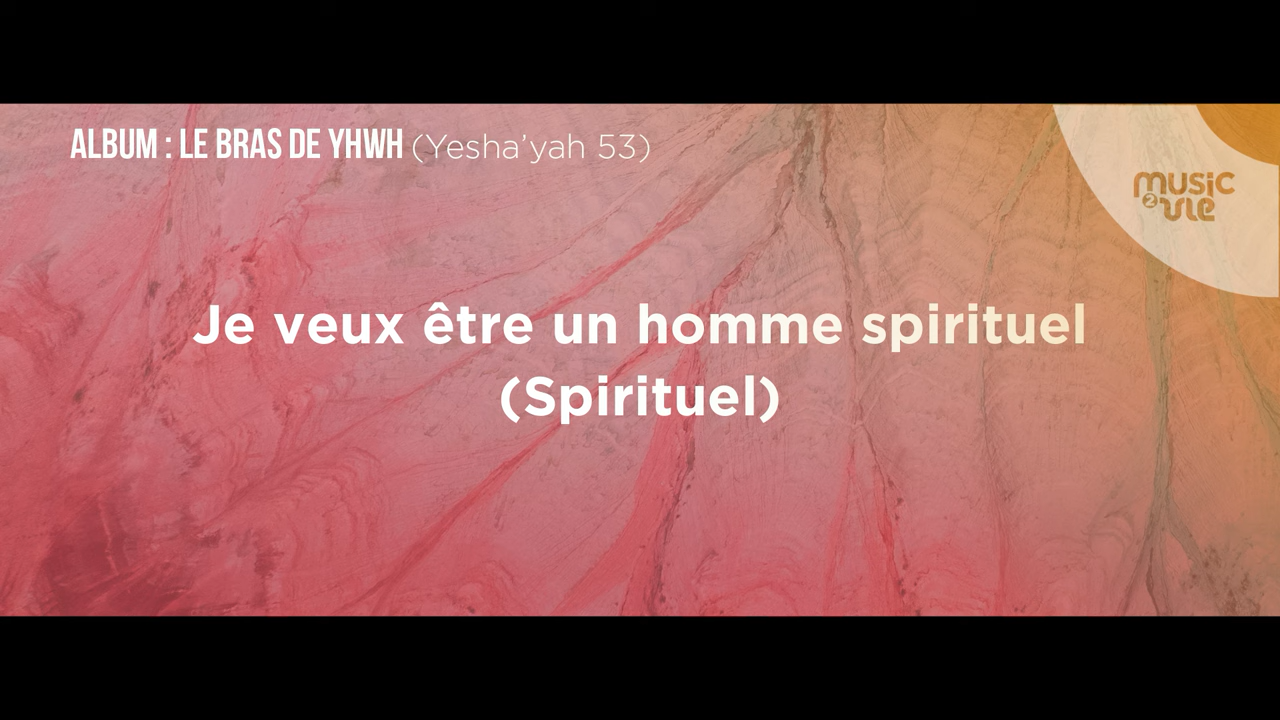 ALBUM : LE BRAS DE YHWH (Yesha'yah 53)
music
2 vie
Je veux être un homme spirituel
(Spirituel)